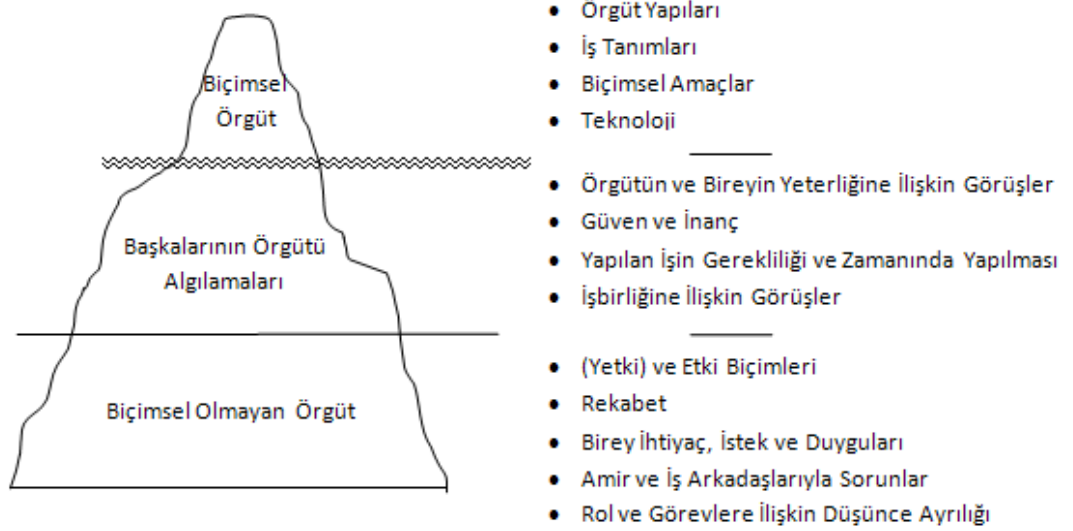 Biçimsel
Örgüt
Başkalarının Örgütü
Algılamaları
Biçimsel Olmayan Örgüt
• Örgüt Yapıları
• İş Tanımları
• Biçimsel Amaçlar
• Teknoloji
• Örgütün ve Bireyin Yeterliğine İlişkin Görüşler
• Güven ve İnanç
• Yapılan İşin Gerekliliği ve Zamanında Yapılması
• İşbirliğine İlişkin Görüşler
• (Yetki) ve Etki Biçimleri
• Rekabet
• Birey İhtiyaç, İstek ve Duyguları
• Amir ve İş Arkadaşlarıyla Sorunlar
• Rol ve Görevlere İlişkin Düşünce Ayrılığı